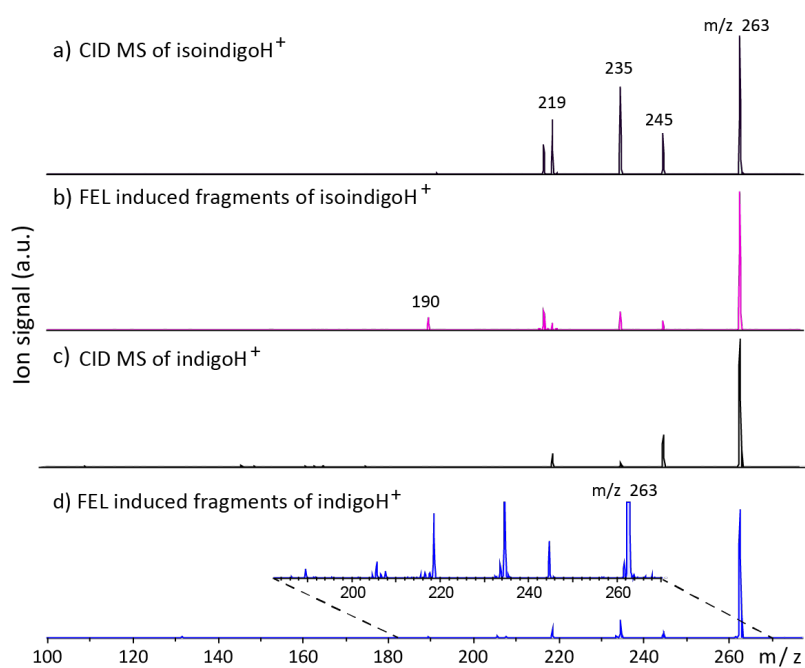 m/z 263
a) CID MS of isoindigoH+
235
219
245
b) FEL induced fragments of isoindigoH+
190
Ion signal (a.u.)
c) CID MS of indigoH+
d) FEL induced fragments of indigoH+
m/z 263
200 220 240 260
100 120 140 160 180 200 220 240 260 m/z